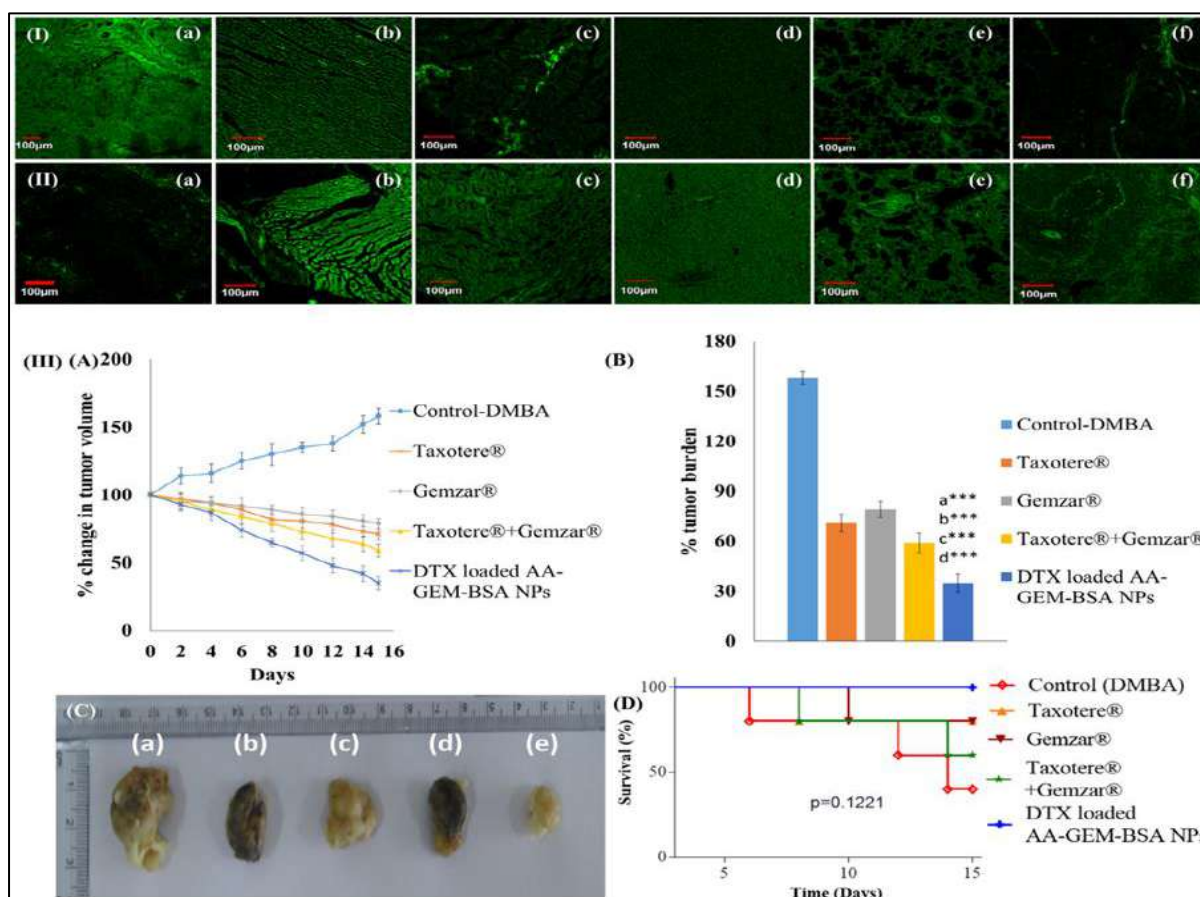 (I) (a) (b) (c) (d) (e) (f)
100μm 100μm 100μm 100μm 100μm 100μm
(II) (a) (b) (c) (d) (e) (f)
100μm 100μm 100μm 100μm 100μm 100μm
(III) (A)
200
150
100
50
0
% change in tumor volume
0 2 4 6 8 10 12 14 16
Days
Control-DMBA
Taxotere®
Gemzar®
Taxotere®+Gemzar®
DTX loaded AA-
GEM-BSA NPs
(B)
180
150
120
90
60
30
0
% tumor burden
a***
b***
c***
d***
Control-DMBA
Taxotere®
Gemzar®
Taxotere®+Gemzar®
DTX loaded AA-
GEM-BSA NPs
(C)
(a) (b) (c) (d) (e)
(D)
100
50
0
Survival (%)
p=0.1221
5 10 15
Time (Days)
Control (DMBA)
Taxotere®
Gemzar®
Taxotere®
+Gemzar®
DTX loaded
AA-GEM-BSA NPs